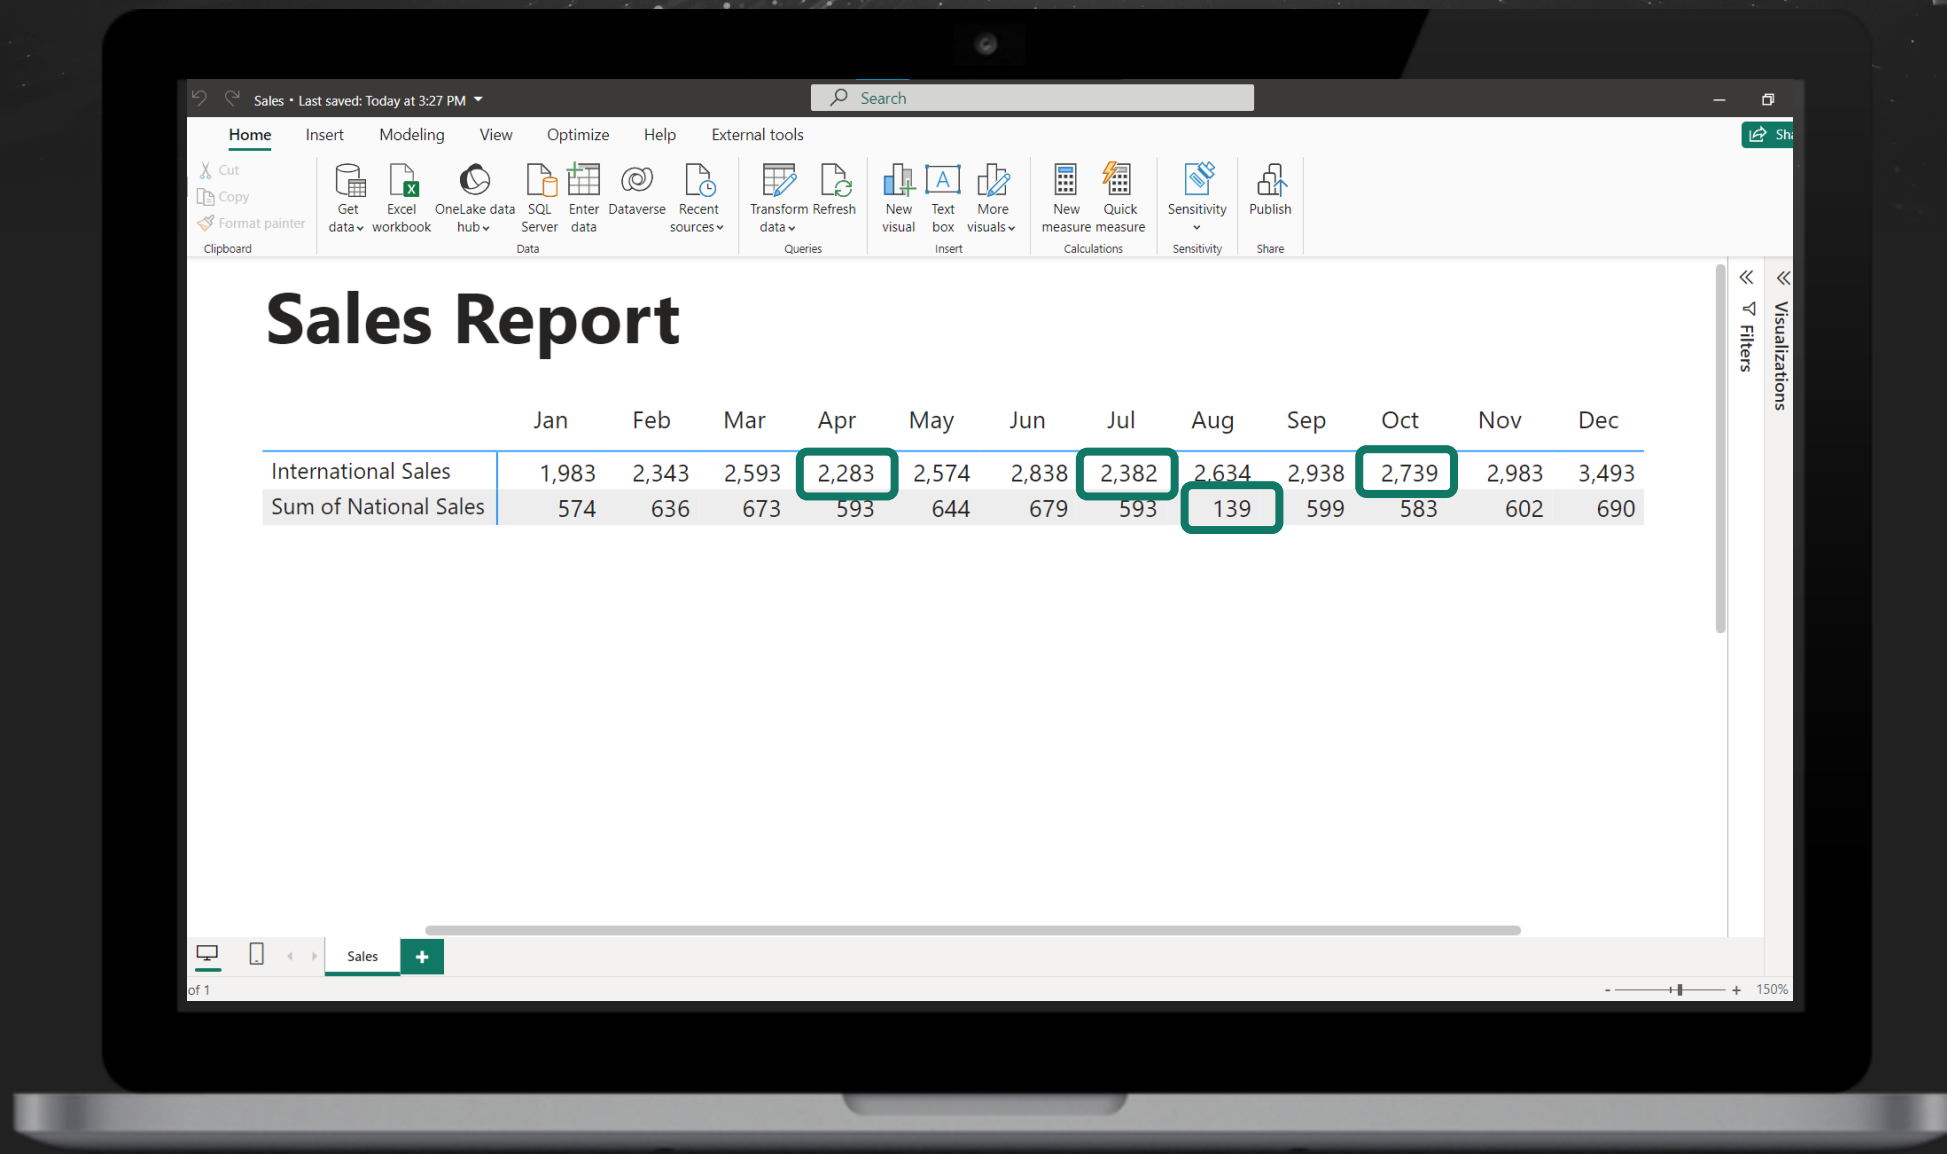 Sales • Last saved: Today at 3:27 PM
Search
Home Insert Modeling View Optimize Help External tools
Cut
Copy
Format painter
Clipboard
Get data
Excel workbook
OneLake data hub
SQL Server
Enter data
Dataverse
Recent sources
Data
Transform data
Refresh
Queries
New visual
Text box
More visuals
Insert
New measure
Quick measure
Calculations
Sensitivity
Sensitivity
Publish
Share
Sales Report
Jan Feb Mar Apr May Jun Jul Aug Sep Oct Nov Dec
International Sales 1,983 2,343 2,593 2,283 2,574 2,838 2,382 2,634 2,938 2,739 2,983 3,493
Sum of National Sales 574 636 673 593 644 679 593 139 599 583 602 690
Filters
Visualizations
Sales
of 1
- + 150%